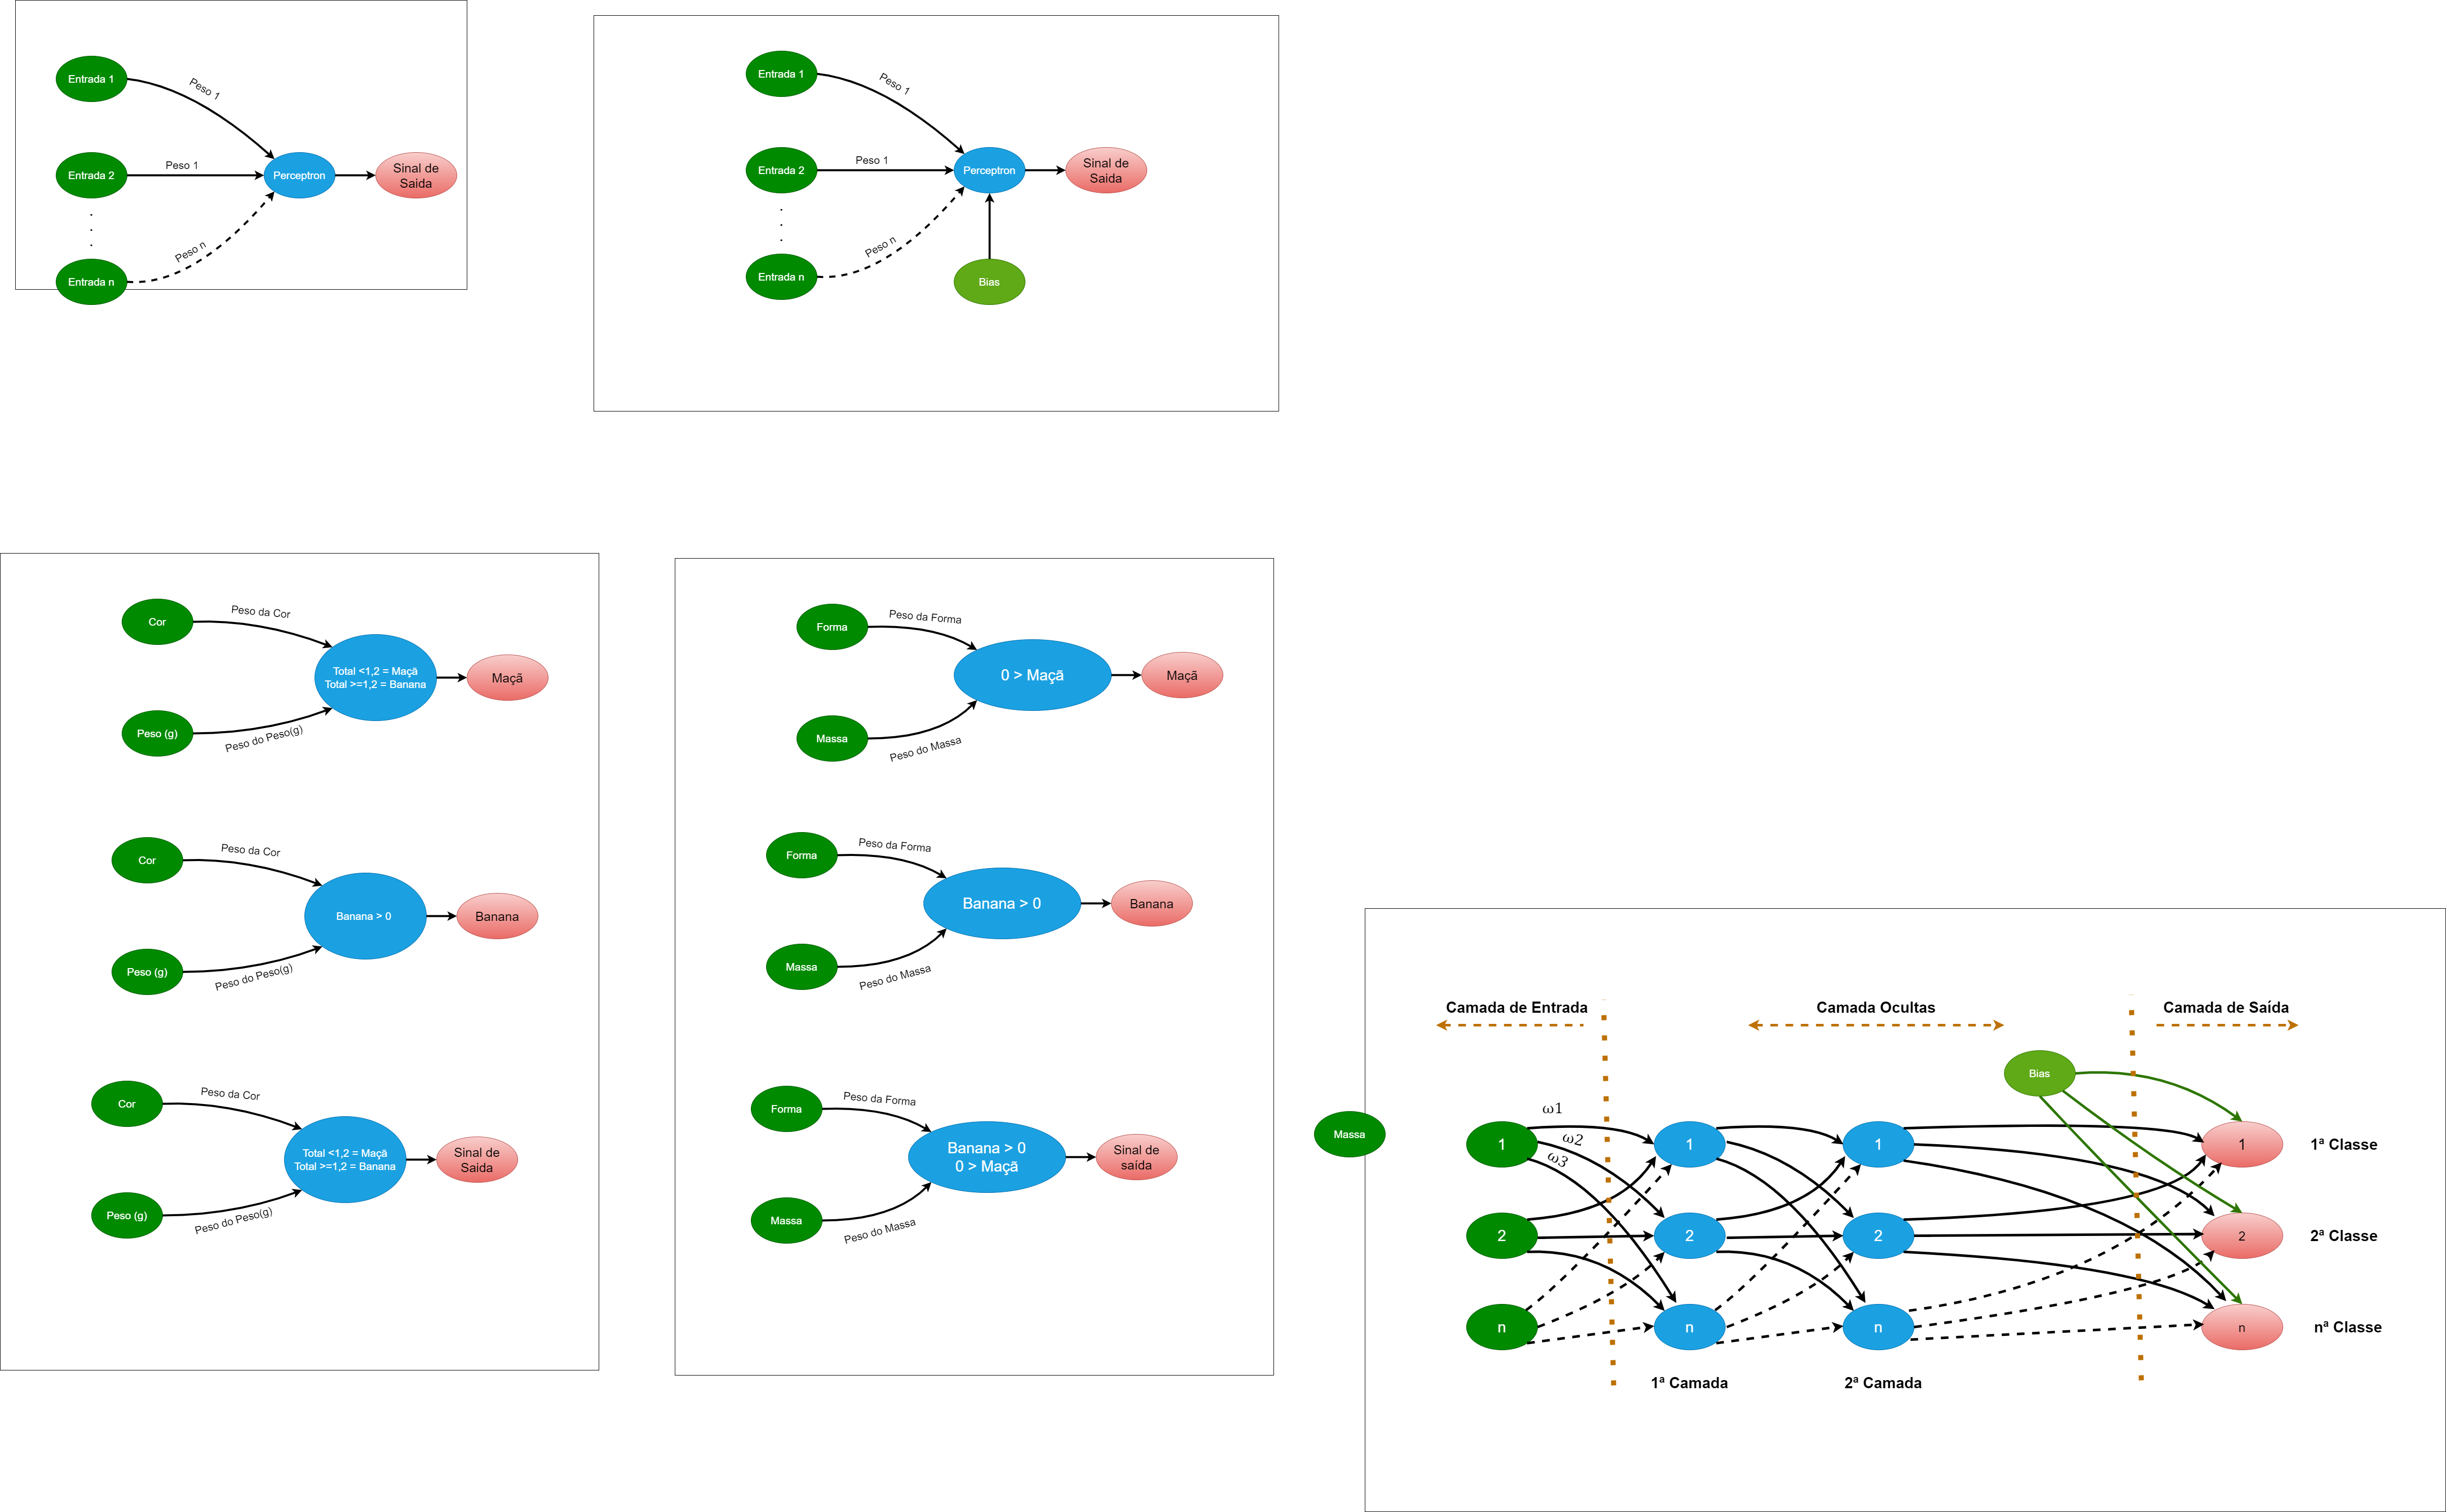 Entrada 1
Peso 1
Entrada 2
Peso 1
Perceptron
Sinal de
Saida
.
.
.
Peso n
Entrada n
Entrada 1
Peso 1
Entrada 2
Peso 1
Perceptron
Sinal de
Saida
.
.
.
Peso n
Entrada n
Bias
Cor
Peso da Cor
Total <1,2 = Maçã
Total >=1,2 = Banana
Maçã
Peso (g)
Peso do Peso(g)
Cor
Peso da Cor
Banana > 0
Banana
Peso (g)
Peso do Peso(g)
Cor
Peso da Cor
Total <1,2 = Maçã
Total >=1,2 = Banana
Sinal de
Saida
Peso (g)
Peso do Peso(g)
Forma
Peso da Forma
0 > Maçã
Maçã
Massa
Peso do Massa
Forma
Peso da Forma
Banana > 0
Banana
Massa
Peso do Massa
Forma
Peso da Forma
Banana > 0
0 > Maçã
Sinal de
saída
Massa
Peso do Massa
Camada de Entrada
Camada Ocultas
Camada de Saída
Bias
Massa
ω1
ω2
ω3
1
1
1
1
1ª Classe
2
2
2
2
2ª Classe
n
n
n
n
nª Classe
1ª Camada
2ª Camada